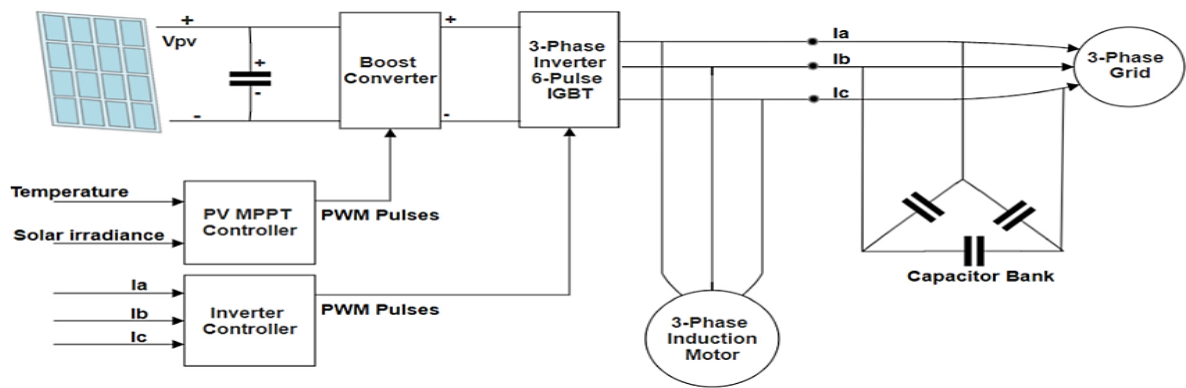 +
Vpv
+
-
-
Boost
Converter
+
-
3-Phase
Inverter
6-Pulse
IGBT
Ia
Ib
Ic
3-Phase
Grid
Temperature
Solar irradiance
PV MPPT
Controller
PWM Pulses
Ia
Ib
Ic
Inverter
Controller
PWM Pulses
3-Phase
Induction
Motor
Capacitor Bank